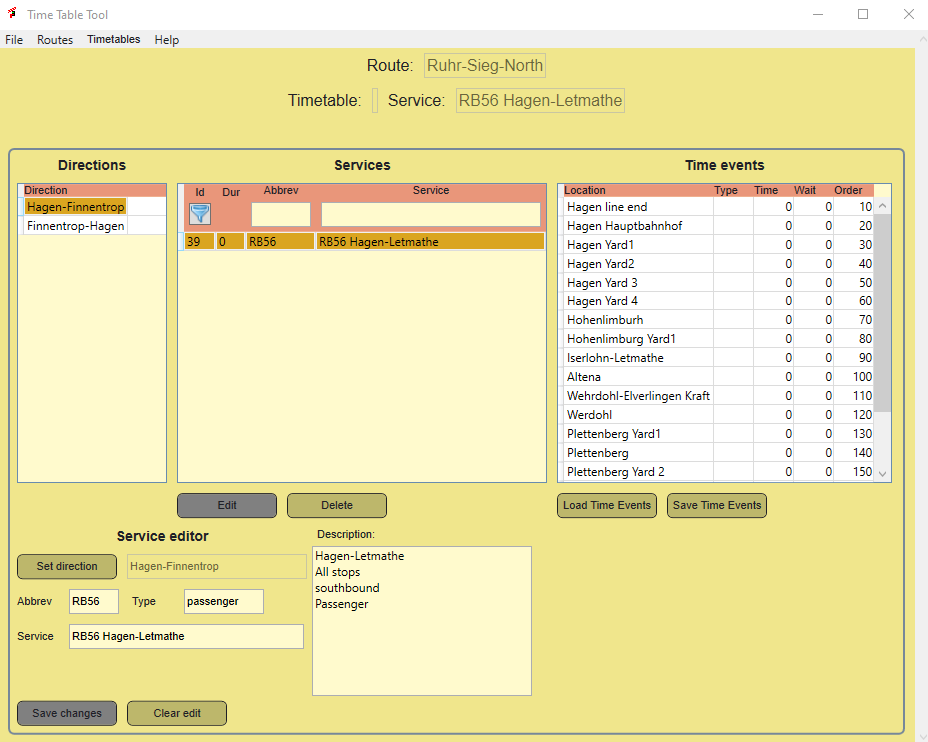 Time Table Tool
File Routes Timetables Help
Route: Ruhr-Sieg-North
Timetable: Service: RB56 Hagen-Letmathe
Directions
Direction
Hagen-Finnentrop
Finnentrop-Hagen
Services
Id Dur Abbrev Service
39 0 RB56 RB56 Hagen-Letmathe
Edit Delete
Time events
Location Type Time Wait Order
Hagen line end 0 0 10
Hagen Hauptbahnhof 0 0 20
Hagen Yard1 0 0 30
Hagen Yard2 0 0 40
Hagen Yard 3 0 0 50
Hagen Yard 4 0 0 60
Hohenlimburh 0 0 70
Hohenlimburg Yard1 0 0 80
Iserlohn-Letmathe 0 0 90
Altena 0 0 100
Wehrdohl-Elverlingen Kraft 0 0 110
Werdohl 0 0 120
Plettenberg Yard1 0 0 130
Plettenberg 0 0 140
Plettenberg Yard 2 0 0 150
Load Time Events Save Time Events
Service editor
Set direction Hagen-Finnentrop
Abbrev RB56 Type passenger
Service RB56 Hagen-Letmathe
Description:
Hagen-Letmathe
All stops
southbound
Passenger
Save changes Clear edit